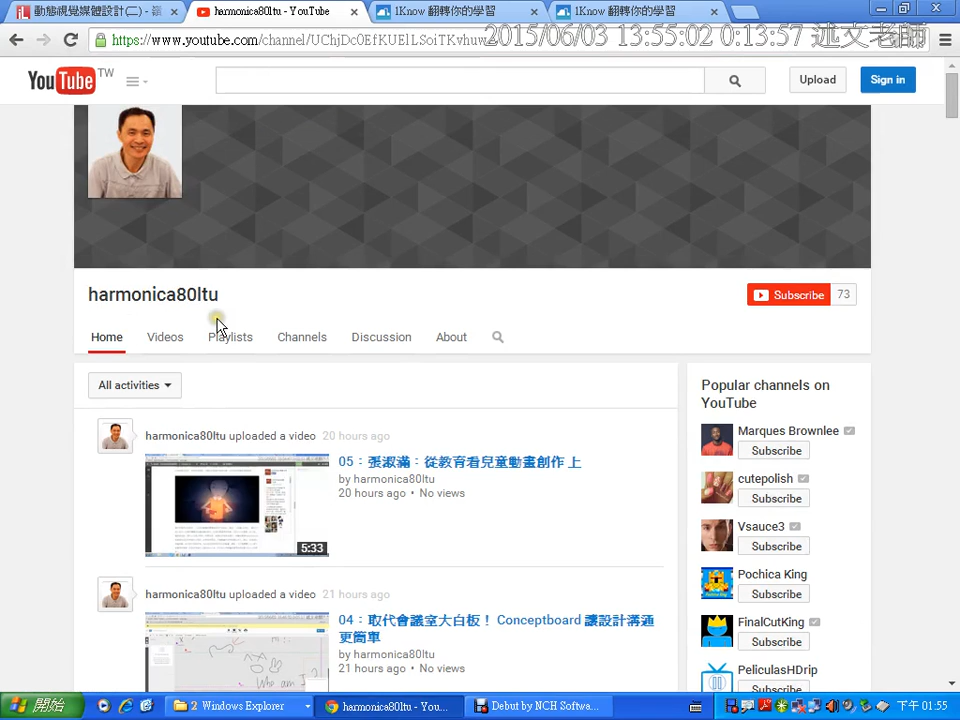 動態視覺媒體設計(二) -
harmonica80ltu - YouTube
1Know 翻轉你的學習
1Know 翻轉你的學習
https://www.youtube.com/channel/
2015/06/03 13:55:02 0:13:57 述文老師
YouTube TW
Upload
Sign in
harmonica80ltu
Subscribe 73
Home Videos Playlists Channels Discussion About
All activities
harmonica80ltu uploaded a video 20 hours ago
05：張淑滿：從教育看兒童動畫創作 上
by harmonica80ltu
20 hours ago • No views
5:33
harmonica80ltu uploaded a video 21 hours ago
04：取代會議室大白板！ Conceptboard 讓設計溝通
更簡單
by harmonica80ltu
21 hours ago • No views
Who am I
Popular channels on
YouTube
Marques Brownlee
Subscribe
cutepolish
Subscribe
Vsauce3
Subscribe
Pochica King
Subscribe
FinalCutKing
Subscribe
PeliculasHDrip
Subscribe
開始
2 Windows Explorer
harmonica80ltu - You...
Debut by NCH Softwa...
下午 01:55